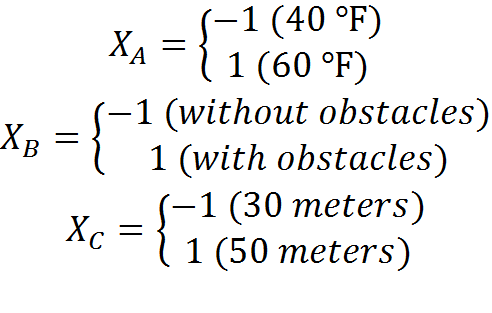 X_A = { −1 (40 °F)
1 (60 °F)
X_B = { −1 (without obstacles)
1 (with obstacles)
X_C = { −1 (30 meters)
1 (50 meters)